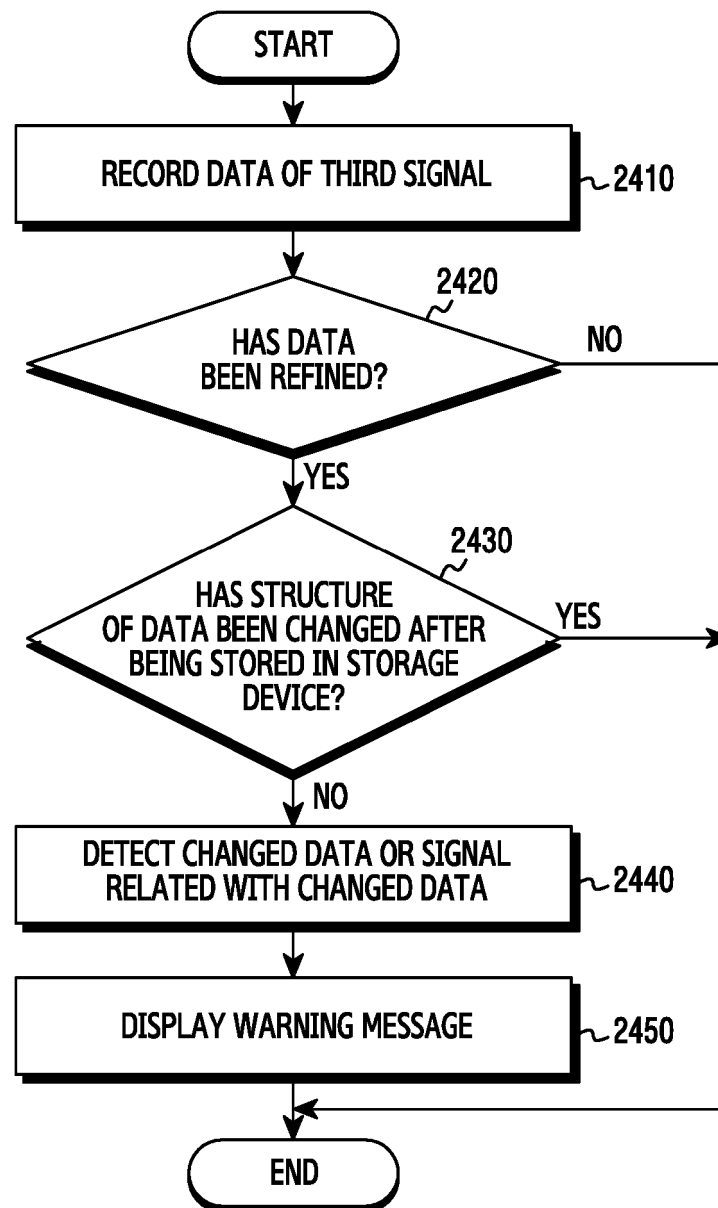 START
RECORD DATA OF THIRD SIGNAL
2410
2420
HAS DATA
BEEN REFINED?
NO
YES
2430
HAS STRUCTURE
OF DATA BEEN CHANGED AFTER
BEING STORED IN STORAGE
DEVICE?
YES
NO
DETECT CHANGED DATA OR SIGNAL
RELATED WITH CHANGED DATA
2440
DISPLAY WARNING MESSAGE
2450
END